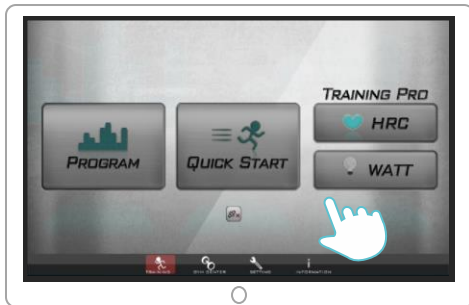 TRAINING PRO
HRC
PROGRAM
QUICK START
WATT
TRAINING
GYM CENTER
SETTING
INFORMATION